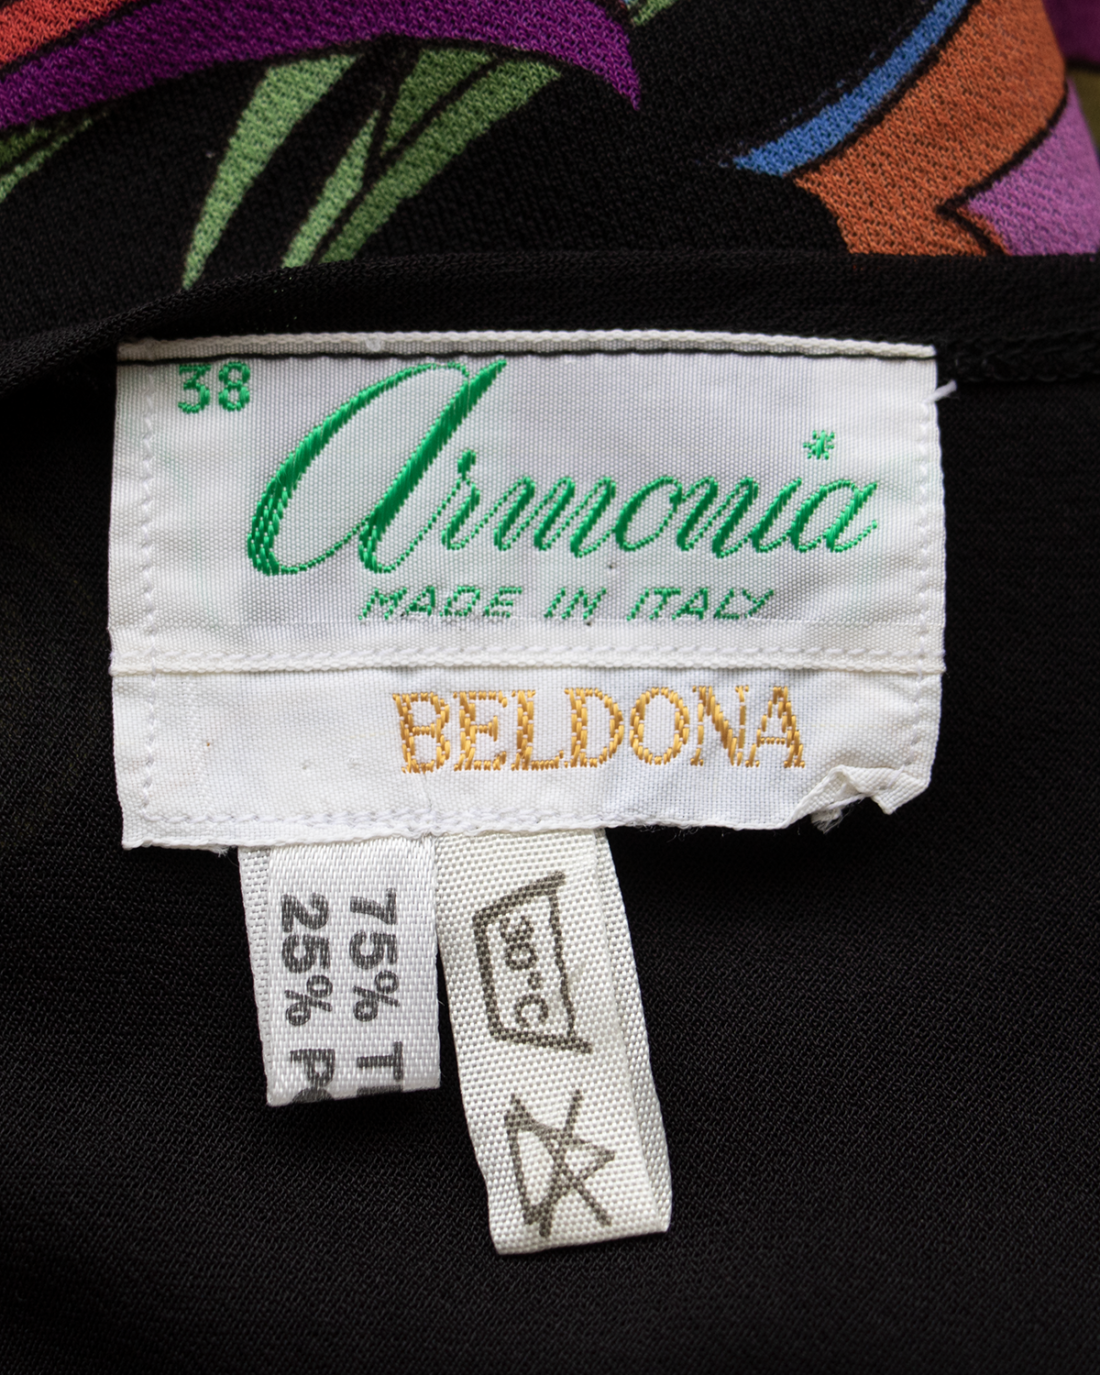 38
Armonia
MADE IN ITALY
BELDONA
75%
25%
30°C